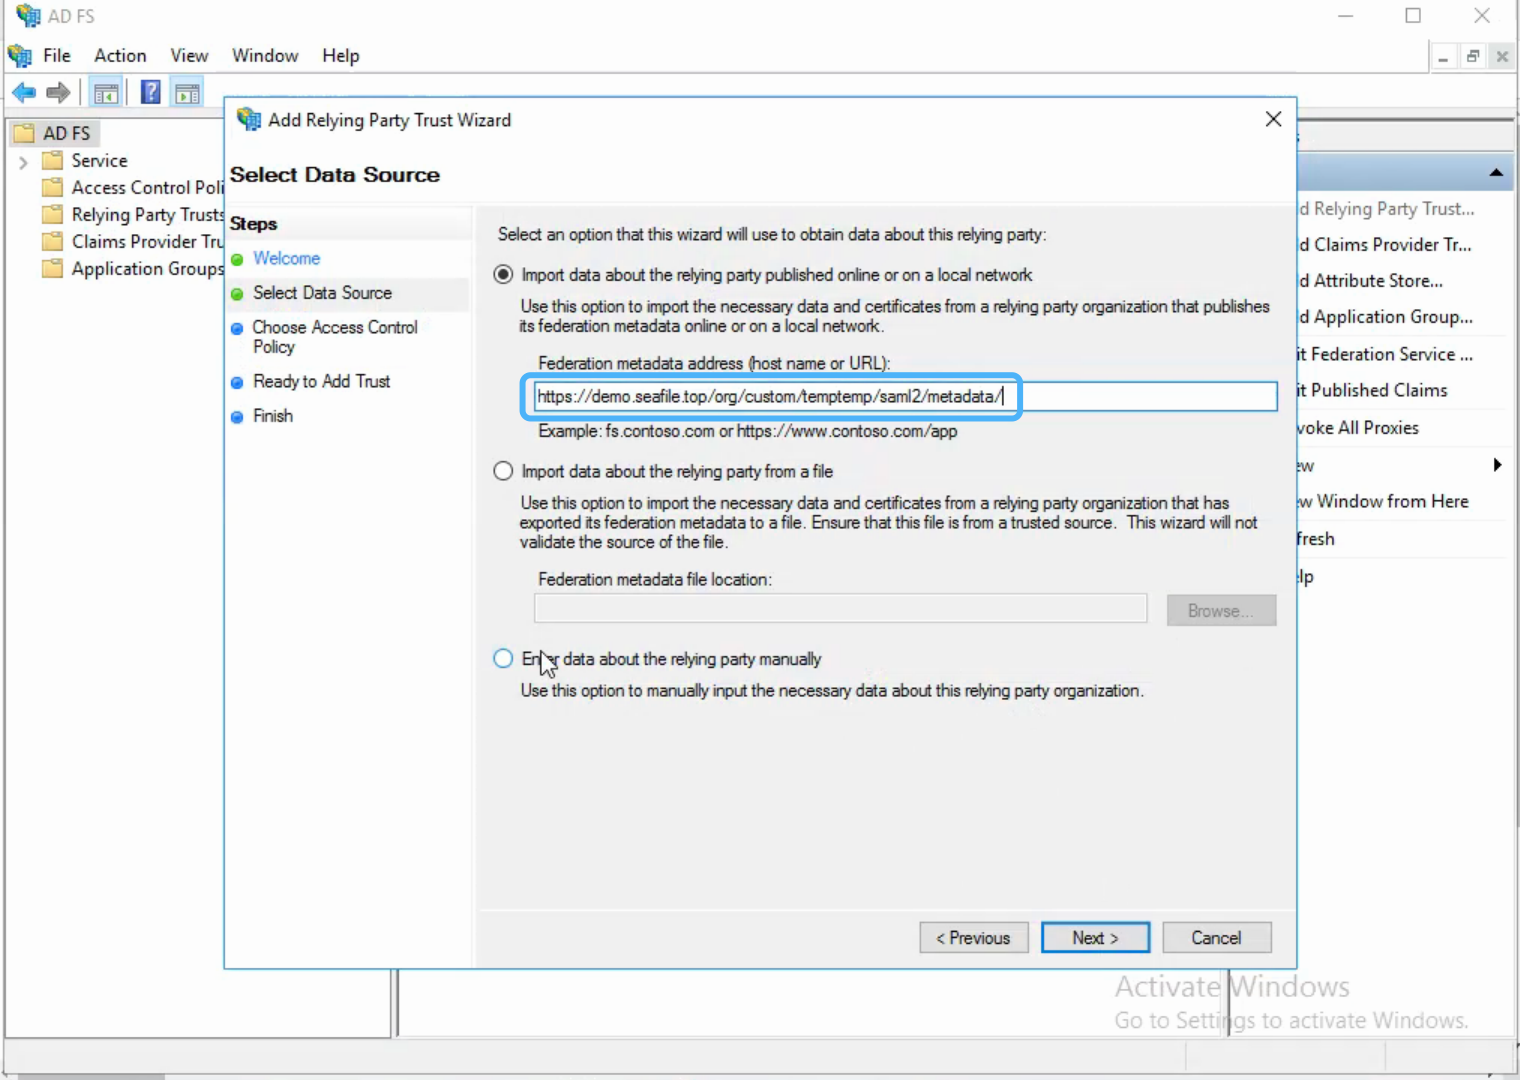 AD FS
File Action View Window Help
AD FS
Service
Access Control Poli
Relying Party Trusts
Claims Provider Tru
Application Groups
Add Relying Party Trust Wizard
Select Data Source
Steps
Welcome
Select Data Source
Choose Access Control
Policy
Ready to Add Trust
Finish
Select an option that this wizard will use to obtain data about this relying party:
Import data about the relying party published online or on a local network
Use this option to import the necessary data and certificates from a relying party organization that publishes
its federation metadata online or on a local network.
Federation metadata address (host name or URL):
https://demo.seafile.top/org/custom/temptemp/saml2/metadata/
Example: fs.contoso.com or https://www.contoso.com/app
Import data about the relying party from a file
Use this option to import the necessary data and certificates from a relying party organization that has
exported its federation metadata to a file. Ensure that this file is from a trusted source. This wizard will not
validate the source of the file.
Federation metadata file location:
Browse...
Enter data about the relying party manually
Use this option to manually input the necessary data about this relying party organization.
< Previous
Next >
Cancel
d Relying Party Trust...
d Claims Provider Tr...
d Attribute Store...
d Application Group...
it Federation Service ...
it Published Claims
voke All Proxies
ew
ew Window from Here
fresh
lp
Activate Windows
Go to Settings to activate Windows.